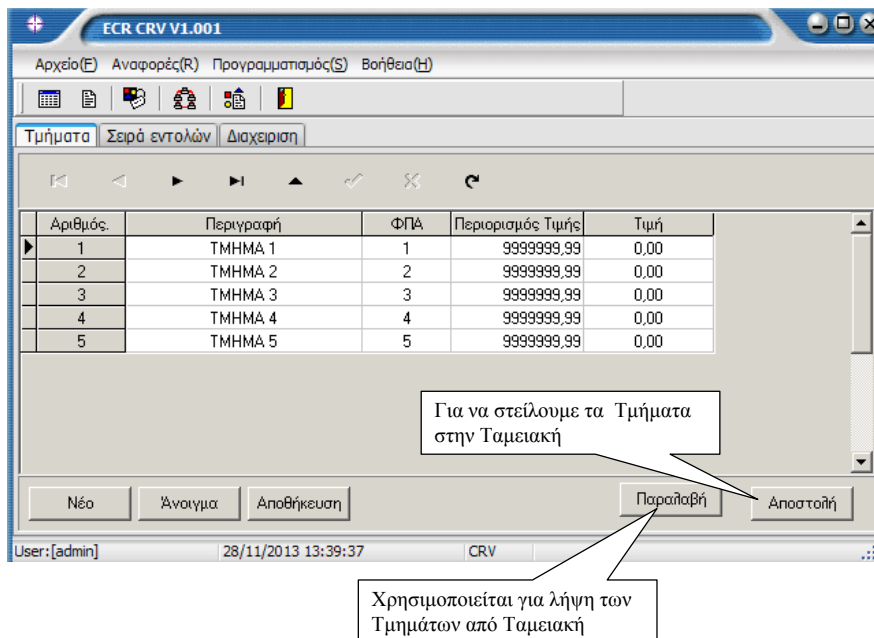 ECR CRV V1.001
Αρχείο(F) Αναφορές(R) Προγραμματισμός(S) Βοήθεια(H)
Τμήματα Σειρά εντολών Διαχειριση
Αριθμός. Περιγραφή ΦΠΑ Περιορισμός Τιμής Τιμή
1 ΤΜΗΜΑ 1 1 9999999,99 0,00
2 ΤΜΗΜΑ 2 2 9999999,99 0,00
3 ΤΜΗΜΑ 3 3 9999999,99 0,00
4 ΤΜΗΜΑ 4 4 9999999,99 0,00
5 ΤΜΗΜΑ 5 5 9999999,99 0,00
Για να στείλουμε τα Τμήματα
στην Ταμειακή
Νέο Άνοιγμα Αποθήκευση Παραλαβή Αποστολή
User:[admin] 28/11/2013 13:39:37 CRV
Χρησιμοποιείται για λήψη των
Τμημάτων από Ταμειακή